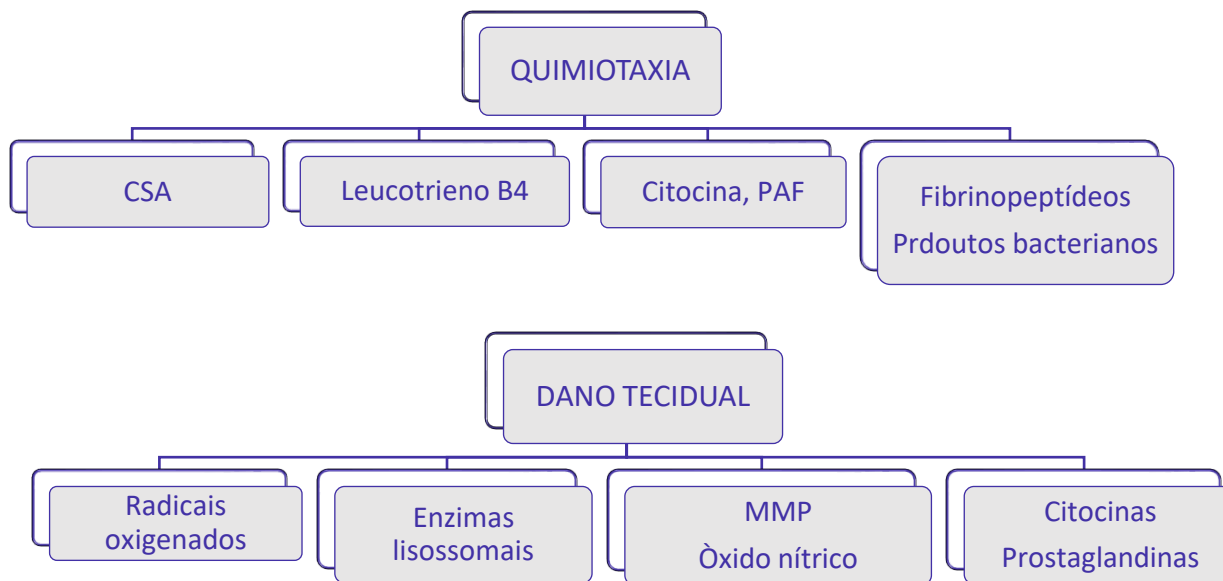 QUIMIOTAXIA
CSA
Leucotrieno B4
Citocina, PAF
Fibrinopeptídeos
Prdoutos bacterianos
DANO TECIDUAL
Radicais
oxigenados
Enzimas
lisossomais
MMP
Òxido nítrico
Citocinas
Prostaglandinas